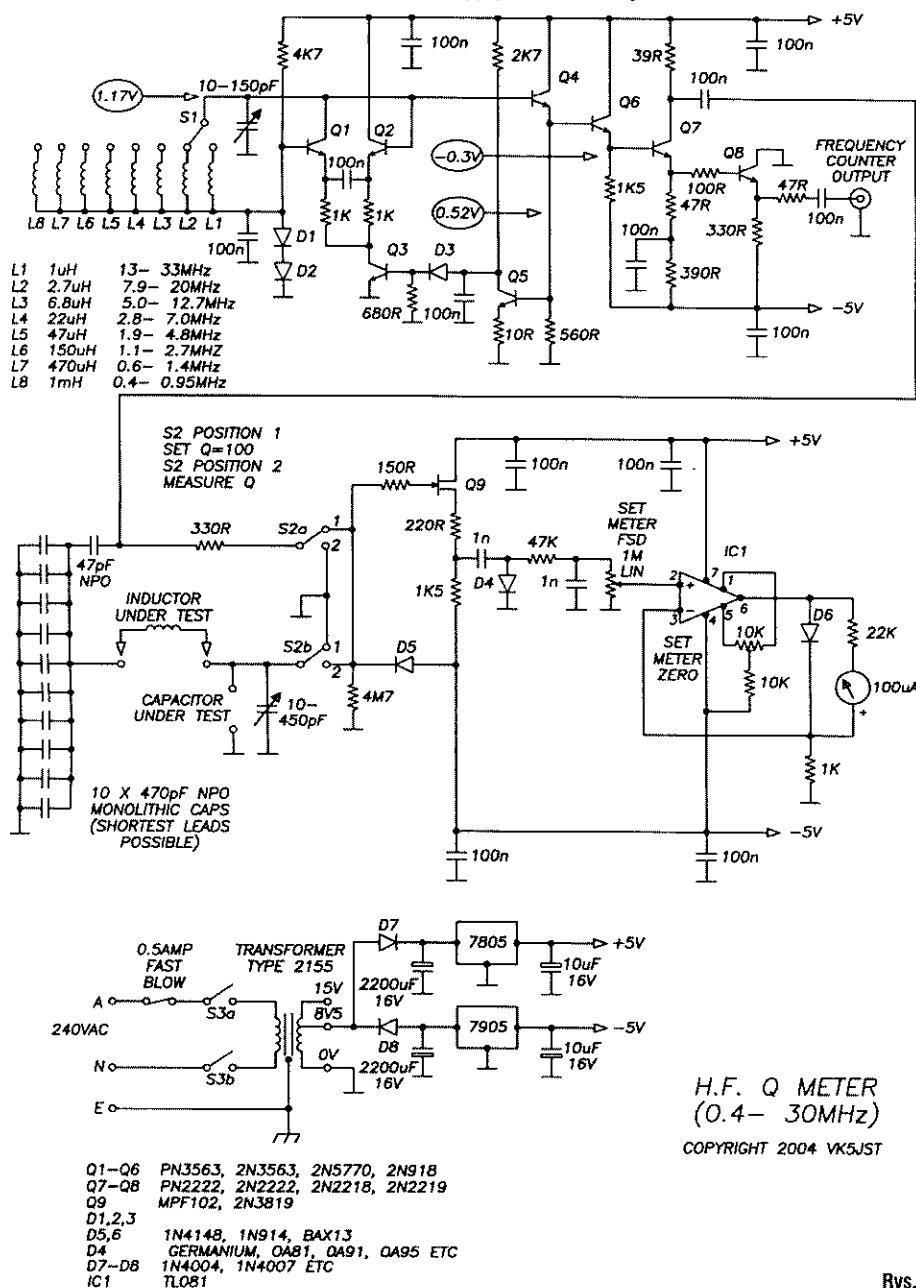 +5V
100n
4K7
2K7
39R
100n
10-150pF
100n
Q4
1.17V
S1
Q6
Q1
Q2
Q7
100n
-0.3V
Q8
FREQUENCY
COUNTER
OUTPUT
1K
1K
0.52V
1K5
100R
47R
47R
100n
330R
L8 L7 L6 L5 L4 L3 L2 L1
100n
D1
D2
Q3
D3
100n
390R
Q5
680R
100n
10R
560R
-5V
100n
L1 1uH 13- 33MHz
L2 2.7uH 7.9- 20MHz
L3 6.8uH 5.0- 12.7MHz
L4 22uH 2.8- 7.0MHz
L5 47uH 1.9- 4.8MHz
L6 150uH 1.1- 2.7MHZ
L7 470uH 0.6- 1.4MHz
L8 1mH 0.4- 0.95MHz
S2 POSITION 1
SET Q=100
S2 POSITION 2
MEASURE Q
+5V
150R
Q9
100n
100n
47pF
NPO
330R
S2a
1
2
220R
1n
47K
SET
METER
FSD
1M
LIN
IC1
D4
1n
2
+
7
1
6
3
-
4
5
D6
22K
INDUCTOR
UNDER TEST
1K5
S2b
1
2
D5
SET
METER
ZERO
10K
10K
100uA
+
CAPACITOR
UNDER TEST
10-
450pF
4M7
1K
10 X 470pF NPO
MONOLITHIC CAPS
(SHORTEST LEADS
POSSIBLE)
-5V
100n
100n
0.5AMP
FAST
BLOW
TRANSFORMER
TYPE 2155
D7
7805
+5V
2200uF
16V
10uF
16V
A
S3a
15V
8V5
240VAC
D8
7905
-5V
N
S3b
0V
2200uF
16V
10uF
16V
E
H.F. Q METER
(0.4- 30MHz)
COPYRIGHT 2004 VK5JST
Q1-Q6 PN3563, 2N3563, 2N5770, 2N918
Q7-Q8 PN2222, 2N2222, 2N2218, 2N2219
Q9 MPF102, 2N3819
D1,2,3
D5,6 1N4148, 1N914, BAX13
D4 GERMANIUM, OA81, OA91, OA95 ETC
D7-D8 1N4004, 1N4007 ETC
IC1 TL081
Rys.